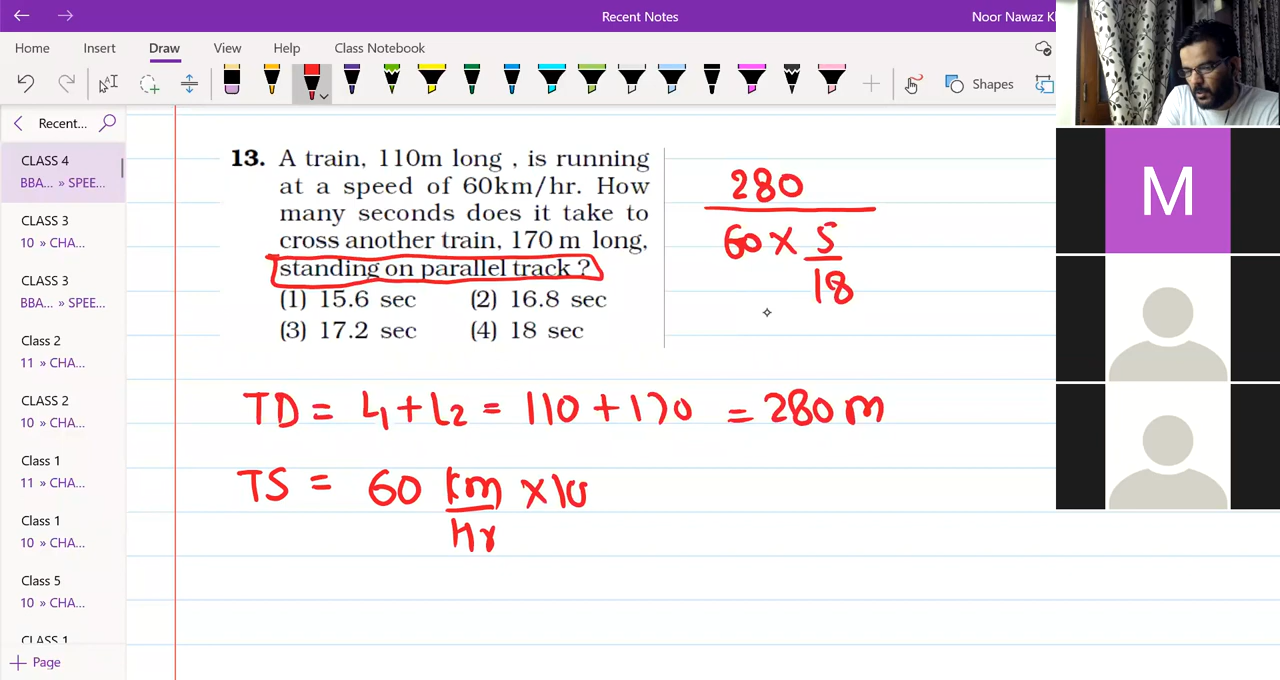 Recent Notes
Noor Nawaz Kh
Home Insert Draw View Help Class Notebook
Shapes
Recent...
CLASS 4
BBA... » SPEE...
CLASS 3
10 » CHA...
CLASS 3
BBA... » SPEE...
Class 2
11 » CHA...
CLASS 2
10 » CHA...
Class 1
11 » CHA...
Class 1
10 » CHA...
Class 5
10 » CHA...
CLASS 1
Page
13. A train, 110m long , is running
at a speed of 60km/hr. How
many seconds does it take to
cross another train, 170 m long,
standing on parallel track ?
(1) 15.6 sec (2) 16.8 sec
(3) 17.2 sec (4) 18 sec
280
60 × 5
18
TD = L1 + L2 = 110 + 170 = 280 m
TS = 60 km × 10
Hr
M